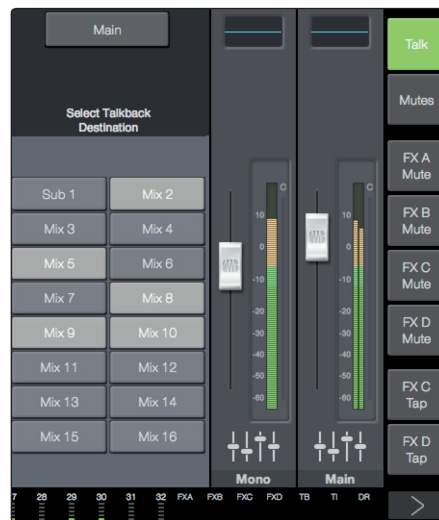 Main
Select Talkback
Destination
Sub 1
Mix 2
Mix 3
Mix 4
Mix 5
Mix 6
Mix 7
Mix 8
Mix 9
Mix 10
Mix 11
Mix 12
Mix 13
Mix 14
Mix 15
Mix 16
C
10
0
-10
-20
-30
-40
-50
-60
Mono
C
10
0
-10
-20
-30
-40
-50
-60
Main
Talk
Mutes
FX A
Mute
FX B
Mute
FX C
Mute
FX D
Mute
FX C
Tap
FX D
Tap
7 28 29 30 31 32 FXA FXB FXC FXD TB TI DR